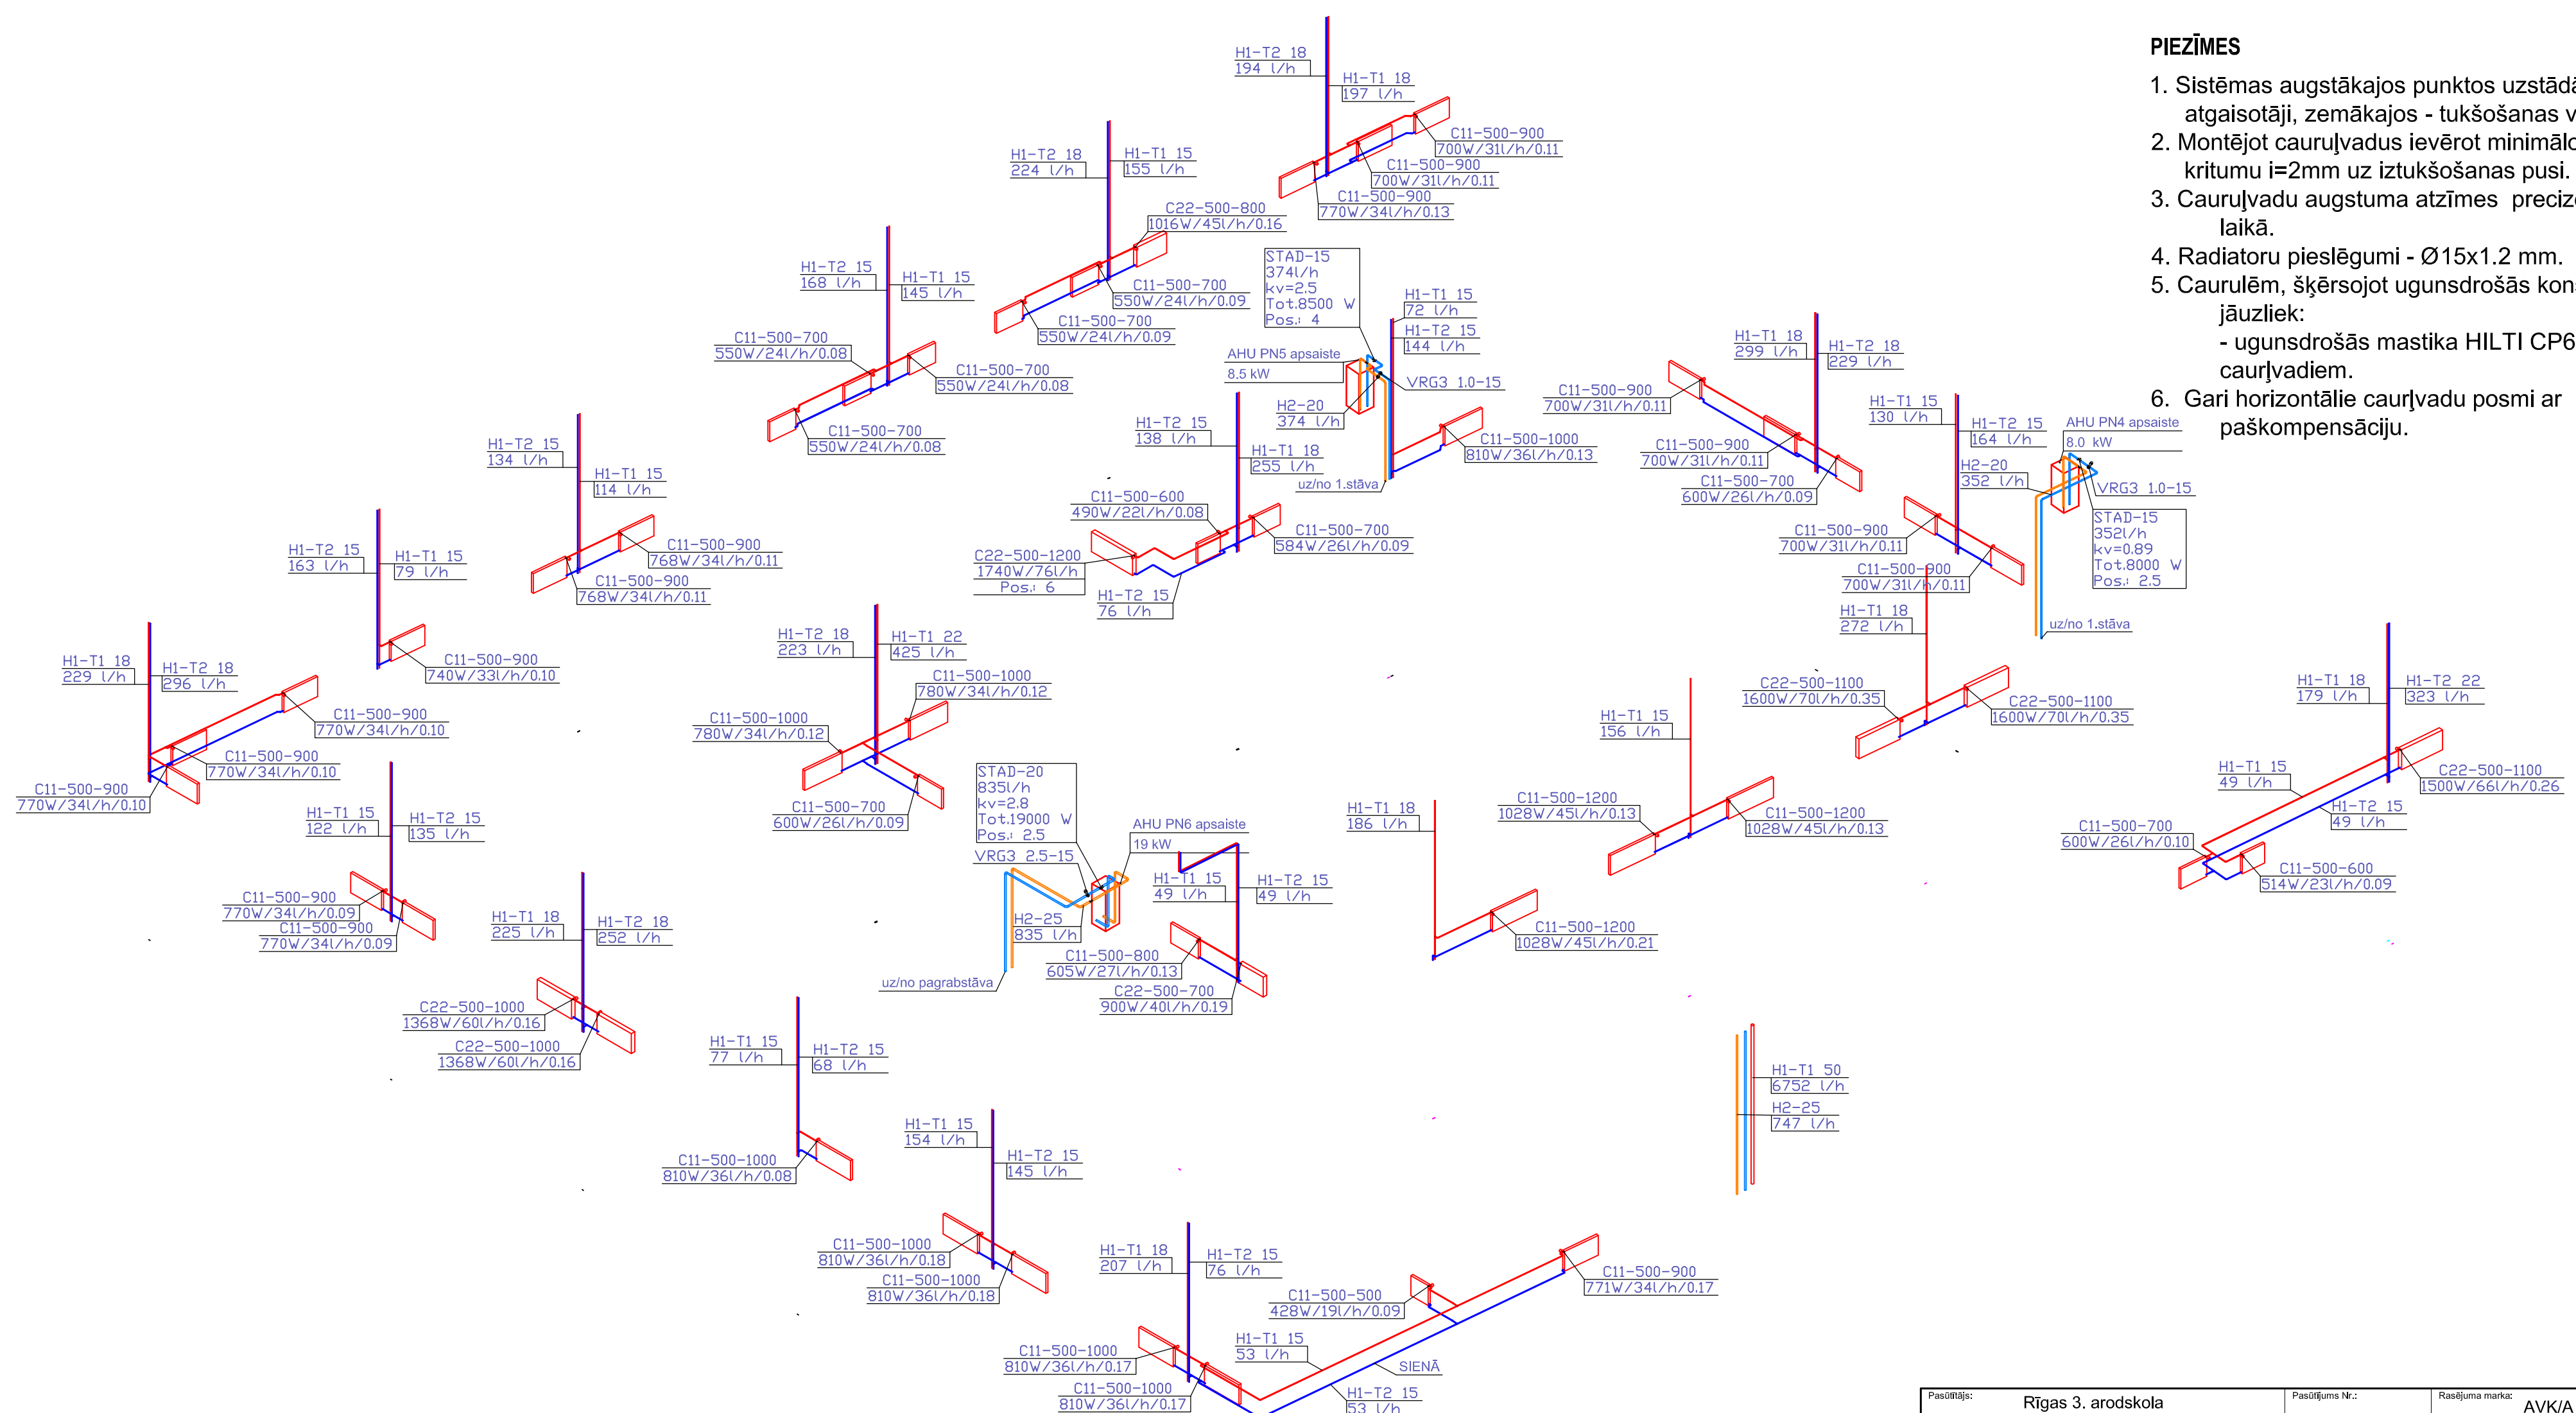 H1-T2 18
194 l/h
H1-T1 18
197 l/h
C11-500-900
700W/31l/h/0.11
C11-500-900
700W/31l/h/0.11
C11-500-900
770W/34l/h/0.13
H1-T2 18
224 l/h
H1-T1 15
155 l/h
C22-500-800
1016W/45l/h/0.16
C11-500-700
550W/24l/h/0.09
C11-500-700
550W/24l/h/0.09
H1-T2 15
168 l/h
H1-T1 15
145 l/h
C11-500-700
550W/24l/h/0.08
C11-500-700
550W/24l/h/0.08
C11-500-700
550W/24l/h/0.08
STAD-15
374l/h
kv=2.5
Tot.8500 W
Pos.: 4
AHU PN5 apsaiste
8.5 kW
H2-20
374 l/h
H1-T1 15
72 l/h
H1-T2 15
144 l/h
VRG3 1.0-15
C11-500-1000
810W/36l/h/0.13
uz/no 1.stāva
H1-T2 15
138 l/h
H1-T1 18
255 l/h
C11-500-600
490W/22l/h/0.08
C11-500-700
584W/26l/h/0.09
C22-500-1200
1740W/76l/h
Pos.: 6
H1-T2 15
76 l/h
H1-T1 18
299 l/h
H1-T2 18
229 l/h
C11-500-900
700W/31l/h/0.11
C11-500-900
700W/31l/h/0.11
C11-500-700
600W/26l/h/0.09
H1-T1 15
130 l/h
H1-T2 15
164 l/h
C11-500-900
700W/31l/h/0.11
C11-500-900
700W/31l/h/0.11
AHU PN4 apsaiste
8.0 kW
H2-20
352 l/h
VRG3 1.0-15
STAD-15
352l/h
kv=0.89
Tot.8000 W
Pos.: 2.5
uz/no 1.stāva
PIEZĪMES
1. Sistēmas augstākajos punktos uzstādā
atgaisotāji, zemākajos - tukšošanas v
2. Montējot cauruļvadus ievērot minimālo
kritumu i=2mm uz iztukšošanas pusi.
3. Cauruļvadu augstuma atzīmes precizē
laikā.
4. Radiatoru pieslēgumi - Ø15x1.2 mm.
5. Caurulēm, šķērsojot ugunsdrošās kons
jāuzliek:
- ugunsdrošās mastika HILTI CP6
cauŗļvadiem.
6. Gari horizontālie cauŗļvadu posmi ar
paškompensāciju.
H1-T2 15
134 l/h
H1-T1 15
114 l/h
C11-500-900
768W/34l/h/0.11
C11-500-900
768W/34l/h/0.11
H1-T2 15
163 l/h
H1-T1 15
79 l/h
C11-500-900
740W/33l/h/0.10
H1-T1 18
229 l/h
H1-T2 18
296 l/h
C11-500-900
770W/34l/h/0.10
C11-500-900
770W/34l/h/0.10
C11-500-900
770W/34l/h/0.10
H1-T2 18
223 l/h
H1-T1 22
425 l/h
C11-500-1000
780W/34l/h/0.12
C11-500-1000
780W/34l/h/0.12
C11-500-700
600W/26l/h/0.09
H1-T1 18
272 l/h
C22-500-1100
1600W/70l/h/0.35
C22-500-1100
1600W/70l/h/0.35
H1-T1 15
156 l/h
C11-500-1200
1028W/45l/h/0.13
C11-500-1200
1028W/45l/h/0.13
H1-T1 18
186 l/h
C11-500-1200
1028W/45l/h/0.21
H1-T1 18
179 l/h
H1-T2 22
323 l/h
H1-T1 15
49 l/h
C22-500-1100
1500W/66l/h/0.26
H1-T2 15
49 l/h
C11-500-700
600W/26l/h/0.10
C11-500-600
514W/23l/h/0.09
H1-T1 15
122 l/h
H1-T2 15
135 l/h
C11-500-900
770W/34l/h/0.09
C11-500-900
770W/34l/h/0.09
STAD-20
835l/h
kv=2.8
Tot.19000 W
Pos.: 2.5
VRG3 2.5-15
AHU PN6 apsaiste
19 kW
H2-25
835 l/h
uz/no pagrabstāva
H1-T1 15
49 l/h
H1-T2 15
49 l/h
C11-500-800
605W/27l/h/0.13
C22-500-700
900W/40l/h/0.19
H1-T1 18
225 l/h
H1-T2 18
252 l/h
C22-500-1000
1368W/60l/h/0.16
C22-500-1000
1368W/60l/h/0.16
H1-T1 15
77 l/h
H1-T2 15
68 l/h
C11-500-1000
810W/36l/h/0.08
H1-T1 50
6752 l/h
H2-25
747 l/h
H1-T1 15
154 l/h
H1-T2 15
145 l/h
C11-500-1000
810W/36l/h/0.18
C11-500-1000
810W/36l/h/0.18
H1-T1 18
207 l/h
H1-T2 15
76 l/h
C11-500-900
771W/34l/h/0.17
C11-500-500
428W/19l/h/0.09
H1-T1 15
53 l/h
SIENĀ
C11-500-1000
810W/36l/h/0.17
C11-500-1000
810W/36l/h/0.17
H1-T2 15
53 l/h
Pasūtītājs:
Rīgas 3. arodskola
Pasūtījums Nr.:
Rasējuma marka:
AVK/A